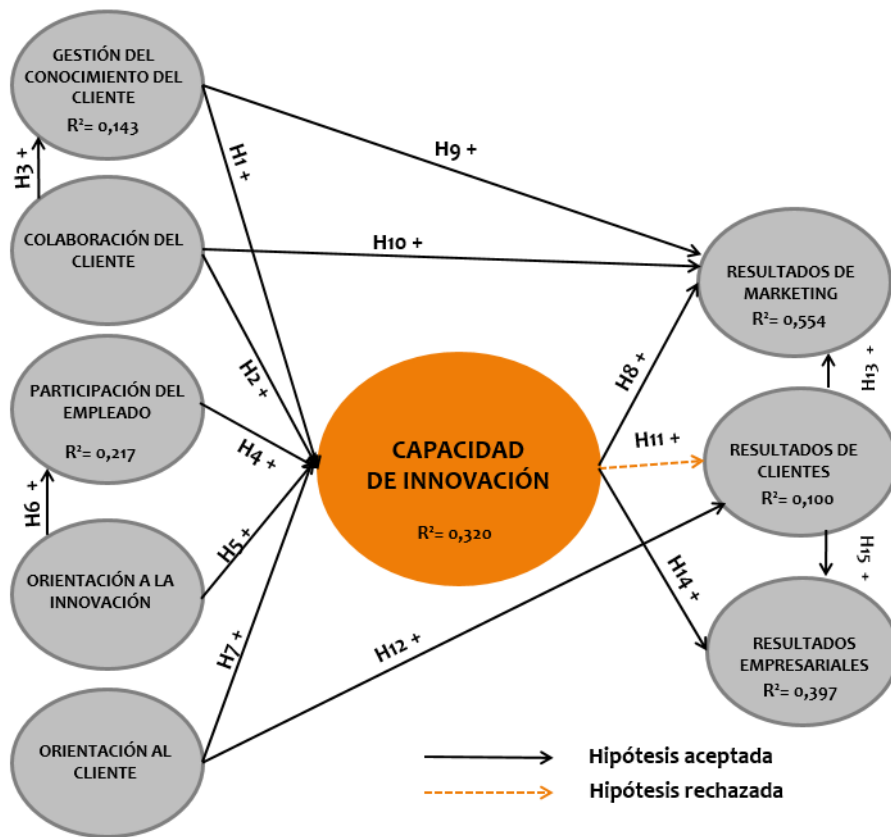 GESTIÓN DEL
CONOCIMIENTO DEL
CLIENTE
R²= 0,143
H3 +
COLABORACIÓN DEL
CLIENTE
PARTICIPACIÓN DEL
EMPLEADO
R²= 0,217
H6 +
ORIENTACIÓN A LA
INNOVACIÓN
ORIENTACIÓN AL
CLIENTE
H1 +
H2 +
H4 +
H5 +
H7 +
H9 +
H10 +
CAPACIDAD
DE INNOVACIÓN
R²= 0,320
H8 +
H11 +
H14 +
H12 +
RESULTADOS DE
MARKETING
R²= 0,554
H13 +
RESULTADOS DE
CLIENTES
R²= 0,100
H15 +
RESULTADOS
EMPRESARIALES
R²= 0,397
Hipótesis aceptada
Hipótesis rechazada